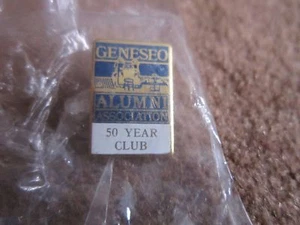 GENESEO
ALUMNI
ASSOCIATION
50 YEAR
CLUB